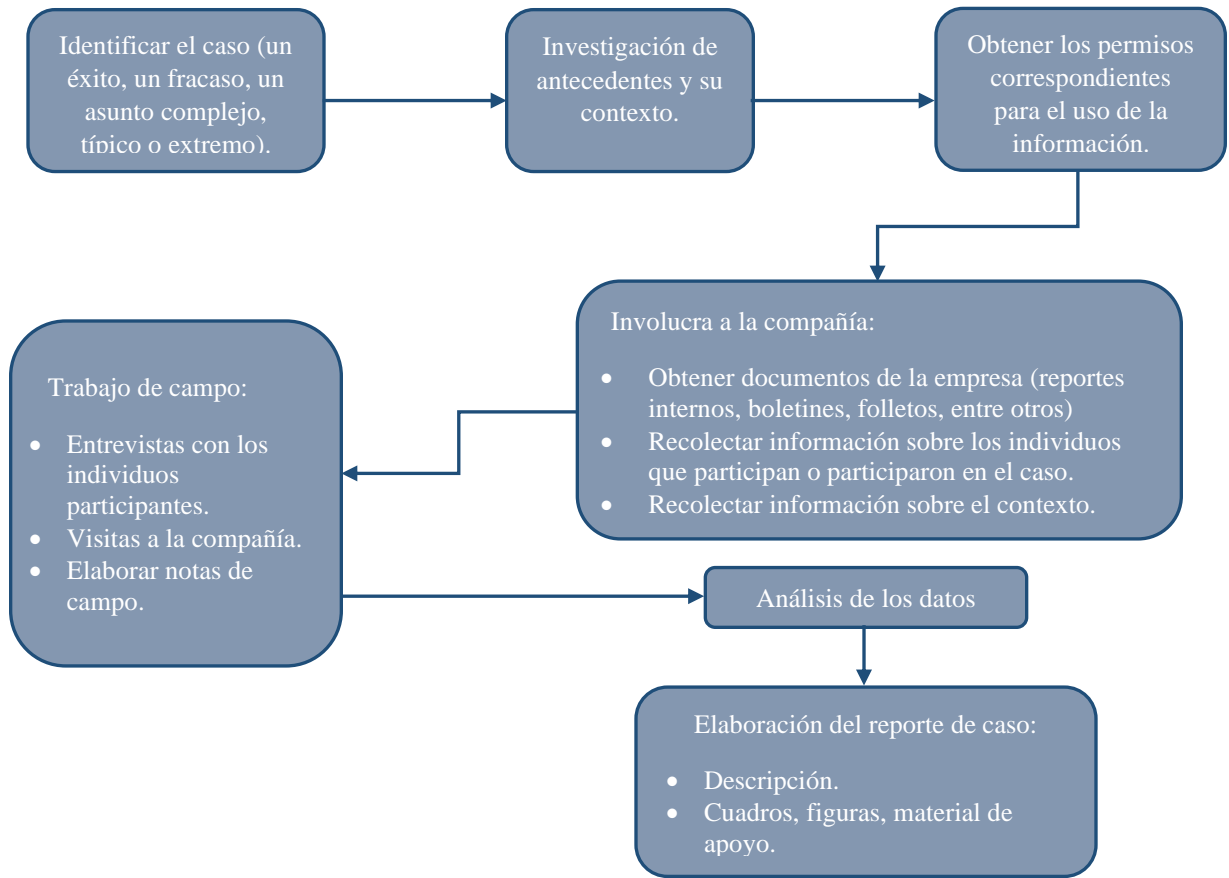 Identificar el caso (un
éxito, un fracaso, un
asunto complejo,
típico o extremo).
Investigación de
antecedentes y su
contexto.
Obtener los permisos
correspondientes
para el uso de la
información.
Involucra a la compañía:
• Obtener documentos de la empresa (reportes
internos, boletines, folletos, entre otros)
• Recolectar información sobre los individuos
que participan o participaron en el caso.
• Recolectar información sobre el contexto.
Trabajo de campo:
• Entrevistas con los
individuos
participantes.
• Visitas a la compañía.
• Elaborar notas de
campo.
Análisis de los datos
Elaboración del reporte de caso:
• Descripción.
• Cuadros, figuras, material de
apoyo.